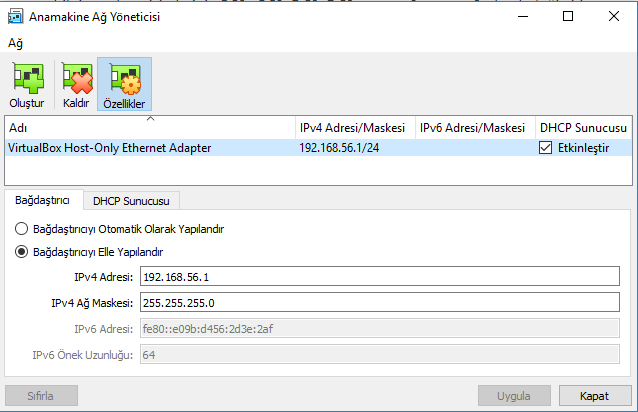 Anamakine Ağ Yöneticisi
Ağ
Oluştur Kaldır Özellikler
Adı IPv4 Adresi/Maskesi IPv6 Adresi/Maskesi DHCP Sunucusu
VirtualBox Host-Only Ethernet Adapter 192.168.56.1/24 Etkinleştir
Bağdaştırıcı DHCP Sunucusu
Bağdaştırıcıyı Otomatik Olarak Yapılandır
Bağdaştırıcıyı Elle Yapılandır
IPv4 Adresi: 192.168.56.1
IPv4 Ağ Maskesi: 255.255.255.0
IPv6 Adresi: fe80::e09b:d456:2d3e:2af
IPv6 Önek Uzunluğu: 64
Sıfırla Uygula Kapat